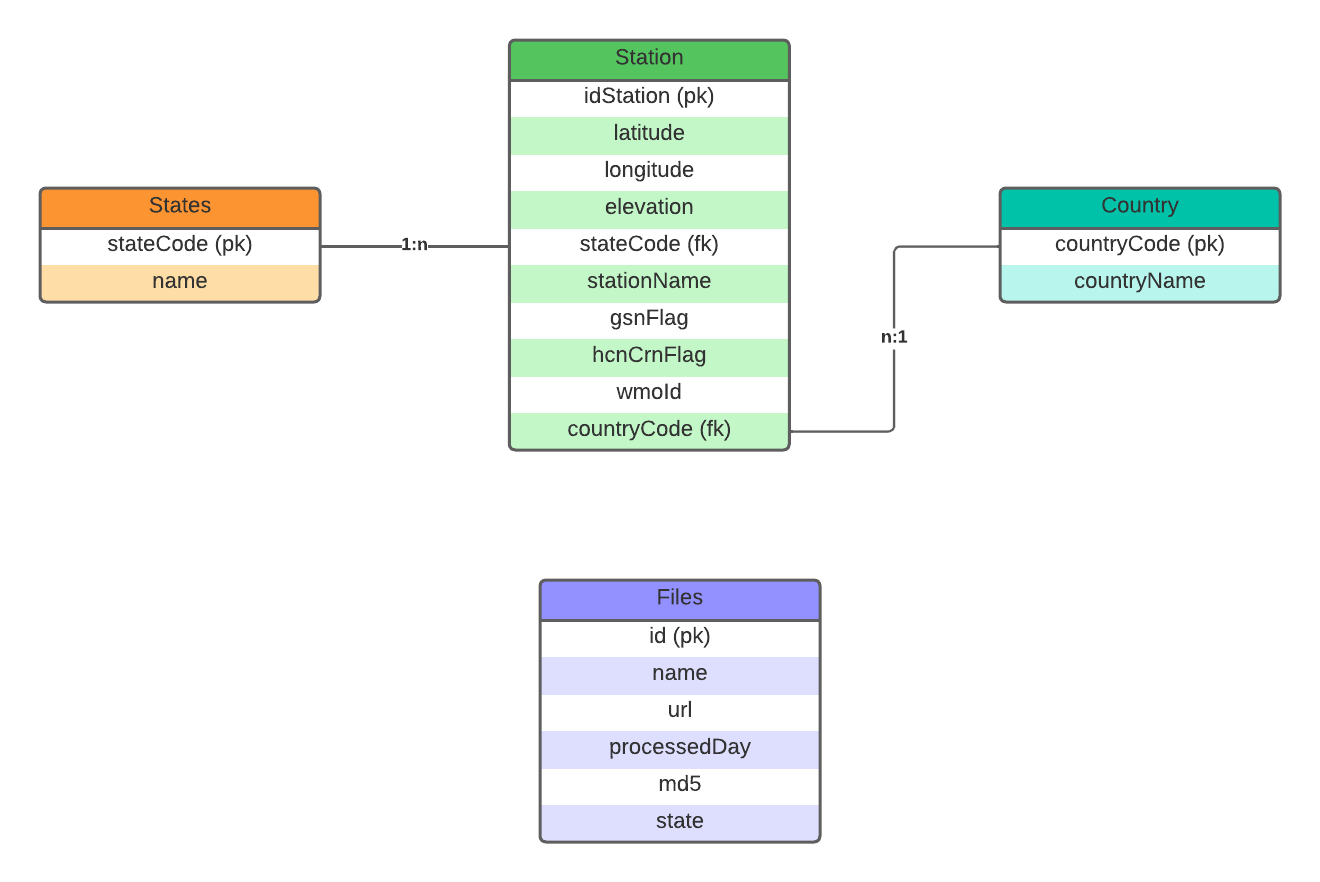 Station
idStation (pk)
latitude
longitude
elevation
stateCode (fk)
stationName
gsnFlag
hcnCrnFlag
wmoId
countryCode (fk)
States
stateCode (pk)
name
1:n
Country
countryCode (pk)
countryName
n:1
Files
id (pk)
name
url
processedDay
md5
state